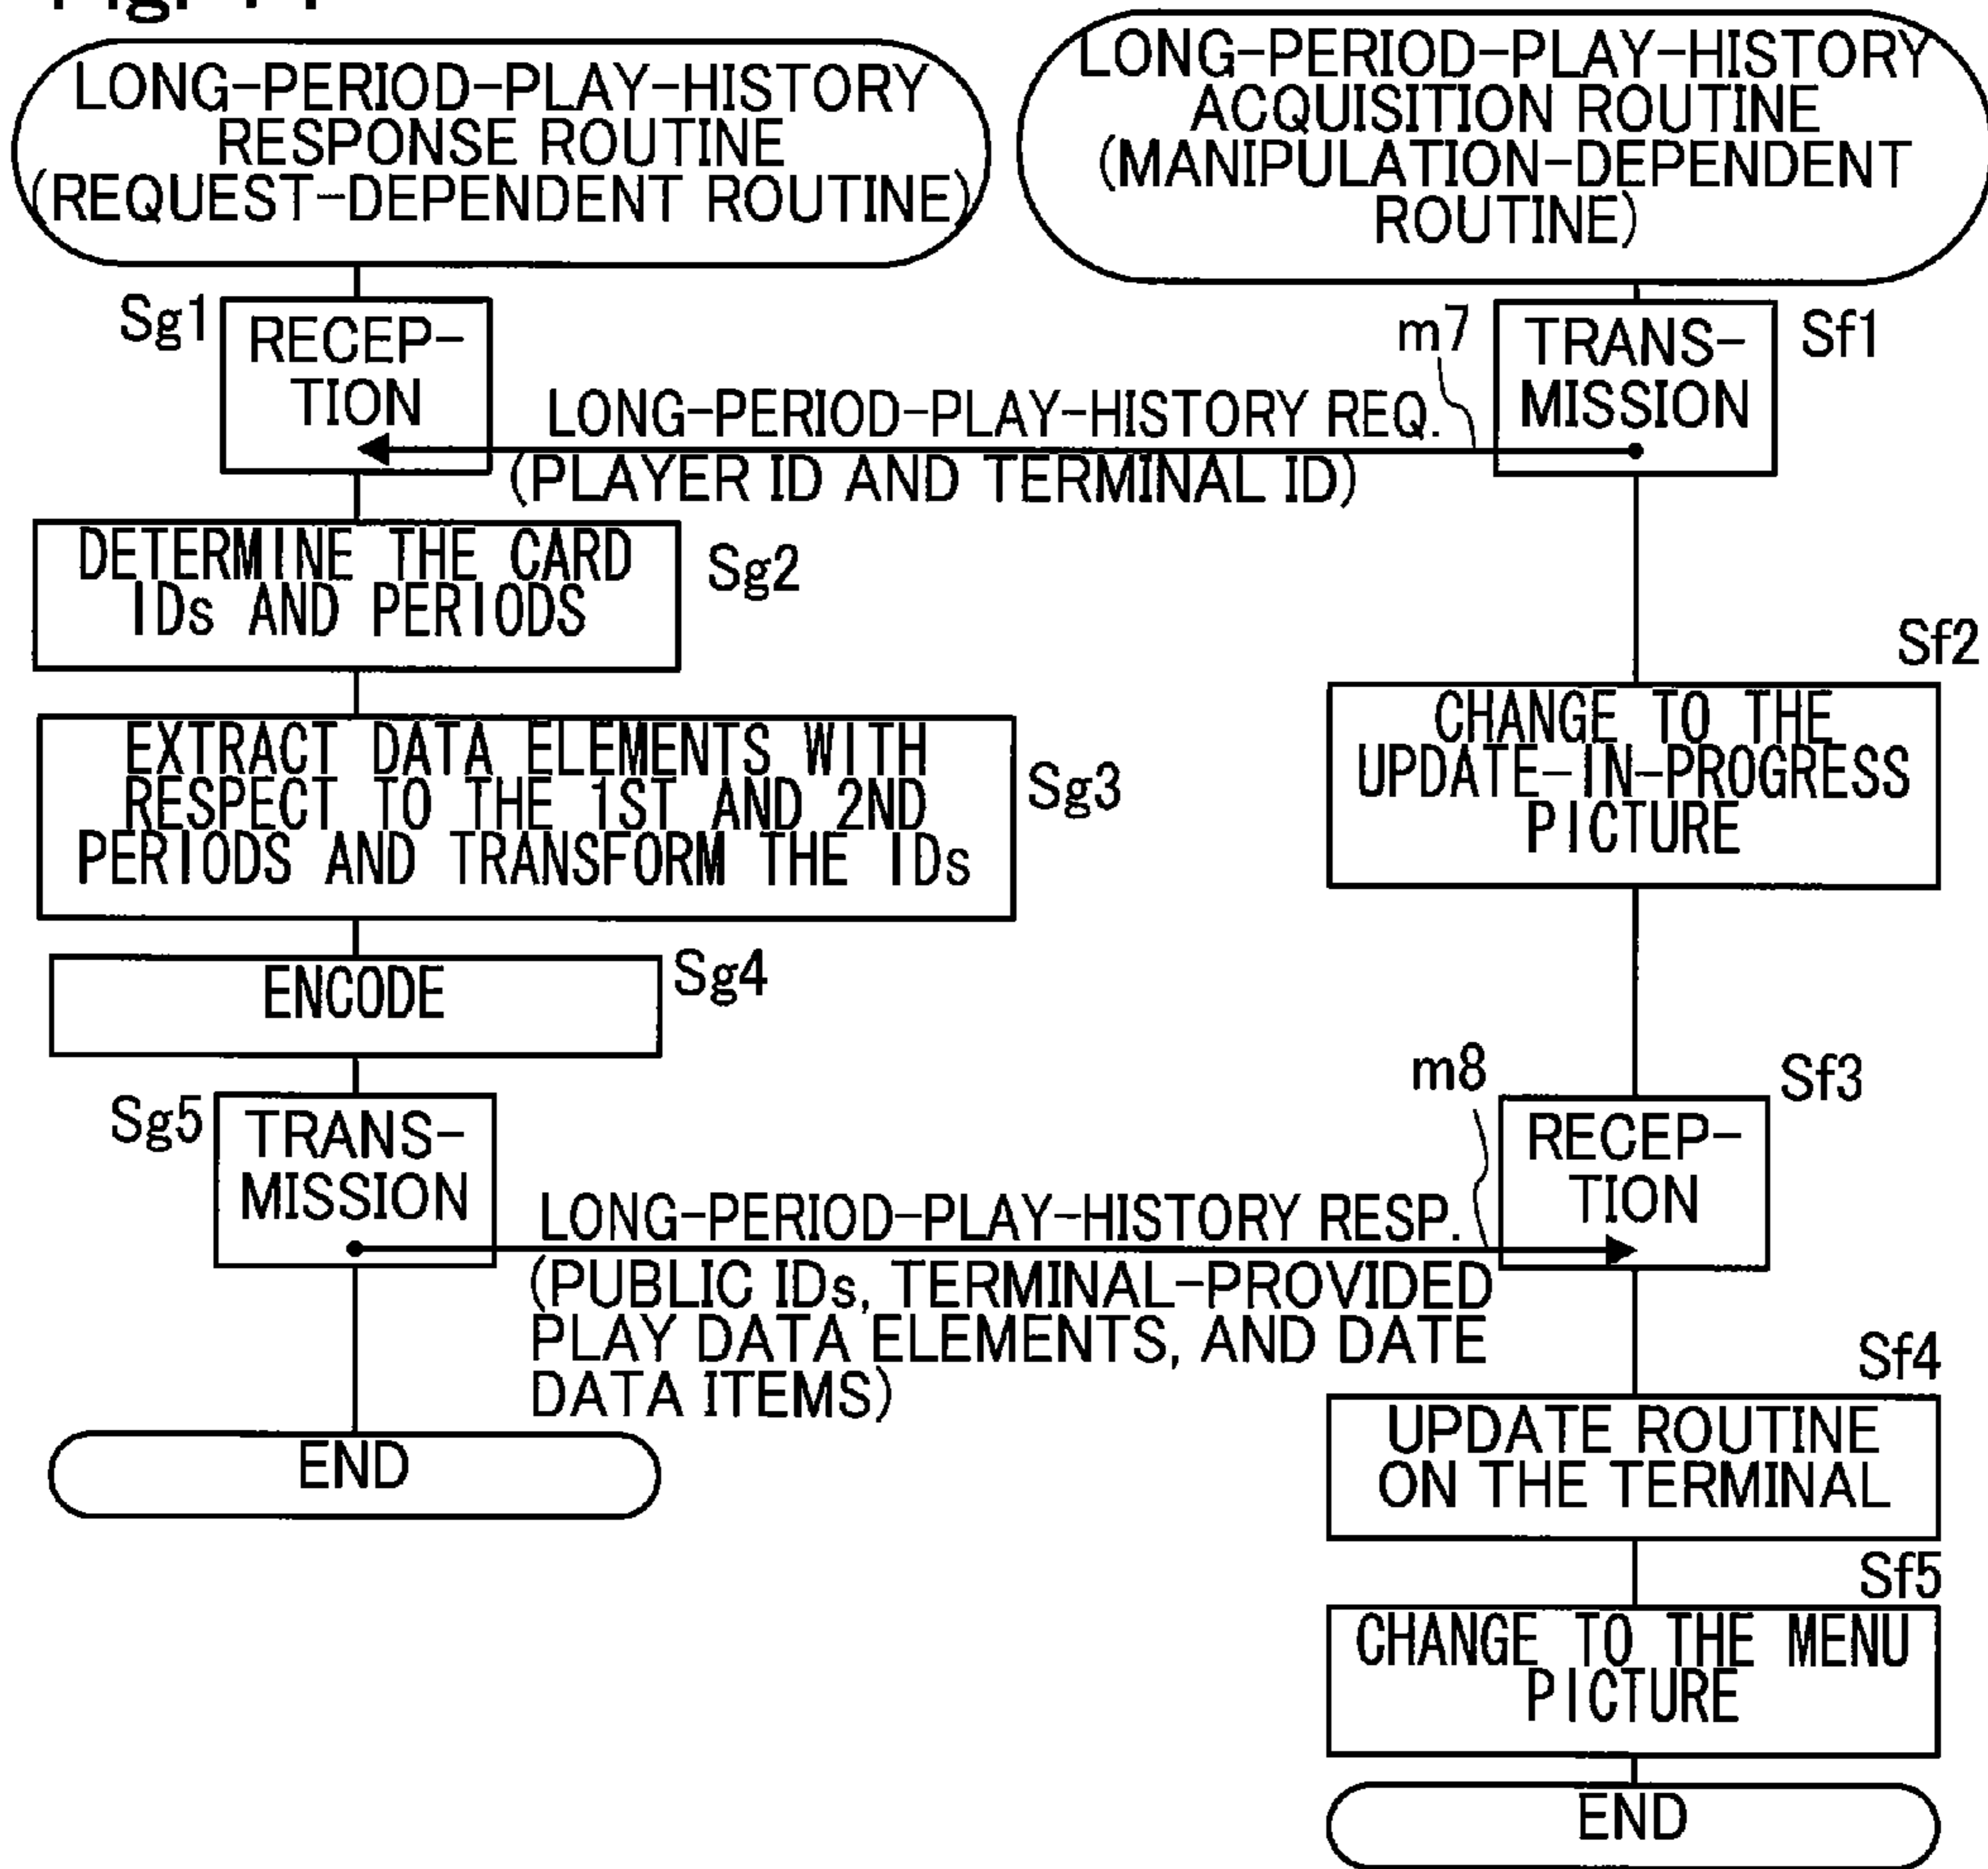 LONG-PERIOD-PLAY-HISTORY
RESPONSE ROUTINE
(REQUEST-DEPENDENT ROUTINE)
LONG-PERIOD-PLAY-HISTORY
ACQUISITION ROUTINE
(MANIPULATION-DEPENDENT
ROUTINE)
Sg1
RECEP-
TION
m7
TRANS-
MISSION
Sf1
LONG-PERIOD-PLAY-HISTORY REQ.
(PLAYER ID AND TERMINAL ID)
DETERMINE THE CARD
IDs AND PERIODS
Sg2
Sf2
CHANGE TO THE
UPDATE-IN-PROGRESS
PICTURE
EXTRACT DATA ELEMENTS WITH
RESPECT TO THE 1ST AND 2ND
PERIODS AND TRANSFORM THE IDs
Sg3
ENCODE
Sg4
Sg5
TRANS-
MISSION
m8
Sf3
RECEP-
TION
LONG-PERIOD-PLAY-HISTORY RESP.
(PUBLIC IDs, TERMINAL-PROVIDED
PLAY DATA ELEMENTS, AND DATE
DATA ITEMS)
END
Sf4
UPDATE ROUTINE
ON THE TERMINAL
Sf5
CHANGE TO THE MENU
PICTURE
END